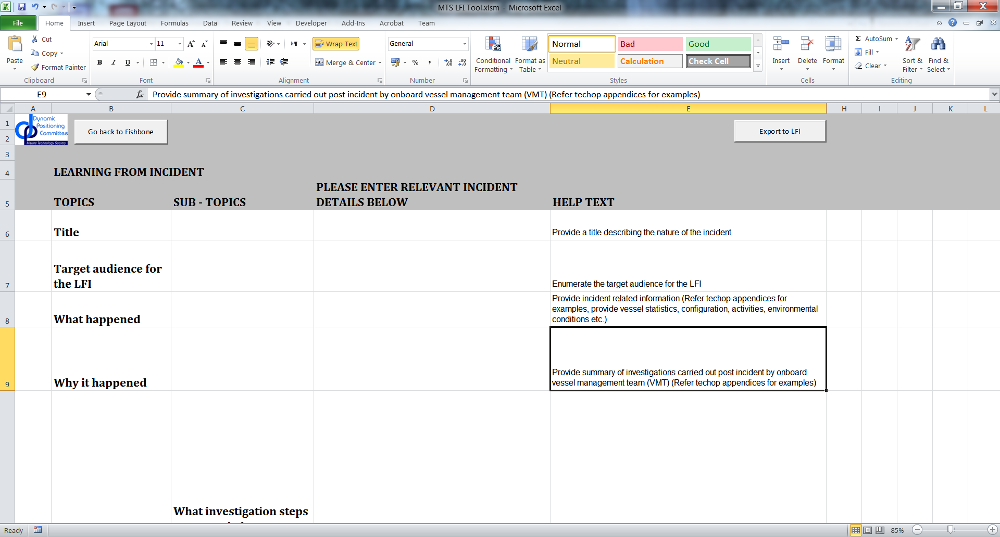 MTS LFI Tool.xlsm - Microsoft Excel
File Home Insert Page Layout Formulas Data Review View Developer Add-Ins Acrobat Team
Paste
Cut
Copy
Format Painter
Clipboard
Arial 11
B I U
Font
Wrap Text
Merge & Center
Alignment
General
% ,
Number
Conditional
Formatting
Format as
Table
Normal Bad Good
Neutral Calculation Check Cell
Styles
Insert Delete Format
Cells
Σ AutoSum
Fill
Clear
Sort &
Filter
Find &
Select
Editing
E9 fx Provide summary of investigations carried out post incident by onboard vessel management team (VMT) (Refer techop appendices for examples)
A B C D E H I J K L
1
2
3
4
5
6
7
8
9
Dynamic
Positioning
Committee
Marine Technology Society
Go back to Fishbone
Export to LFI
LEARNING FROM INCIDENT
TOPICS
SUB - TOPICS
PLEASE ENTER RELEVANT INCIDENT
DETAILS BELOW
HELP TEXT
Title
Provide a title describing the nature of the incident
Target audience for
the LFI
Enumerate the target audience for the LFI
What happened
Provide incident related information (Refer techop appendices for
examples, provide vessel statistics, configuration, activities, environmental
conditions etc.)
Why it happened
Provide summary of investigations carried out post incident by onboard
vessel management team (VMT) (Refer techop appendices for examples)
What investigation steps
Ready
85%